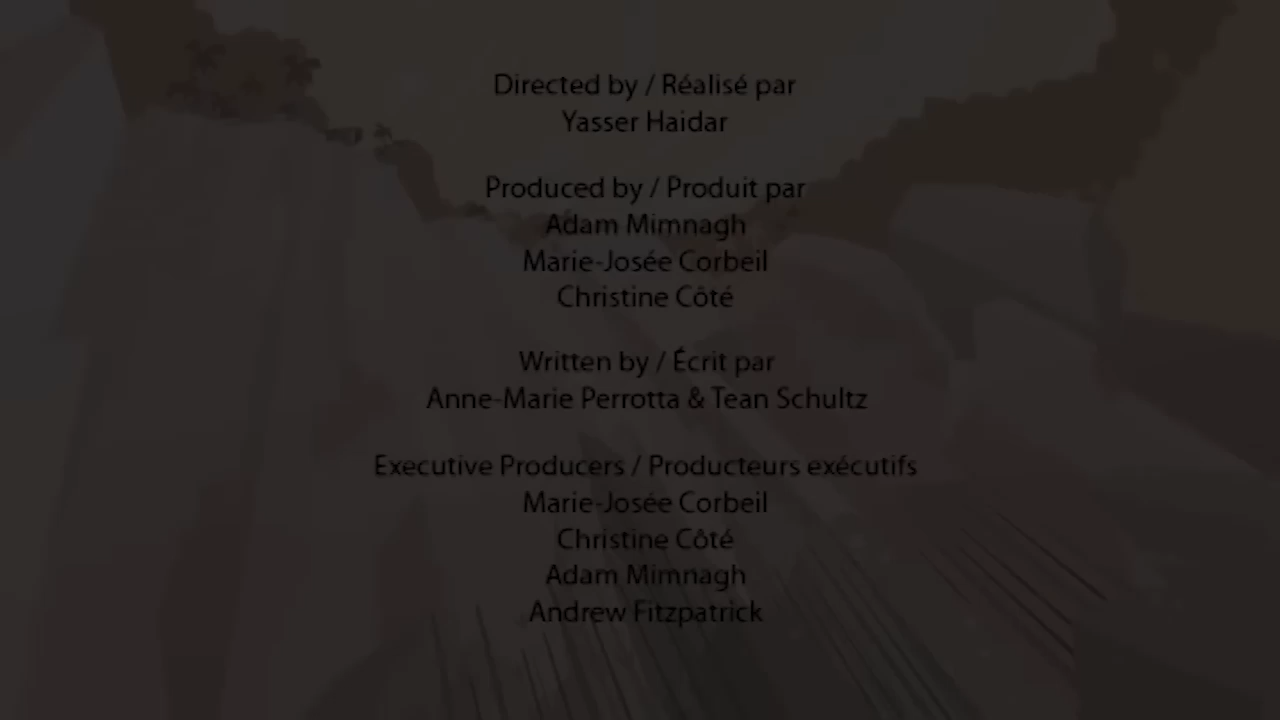 Directed by / Réalisé par
Yasser Haidar
Produced by / Produit par
Adam Mimnagh
Marie-Josée Corbeil
Christine Côté
Written by / Écrit par
Anne-Marie Perrotta & Tean Schultz
Executive Producers / Producteurs exécutifs
Marie-Josée Corbeil
Christine Côté
Adam Mimnagh
Andrew Fitzpatrick